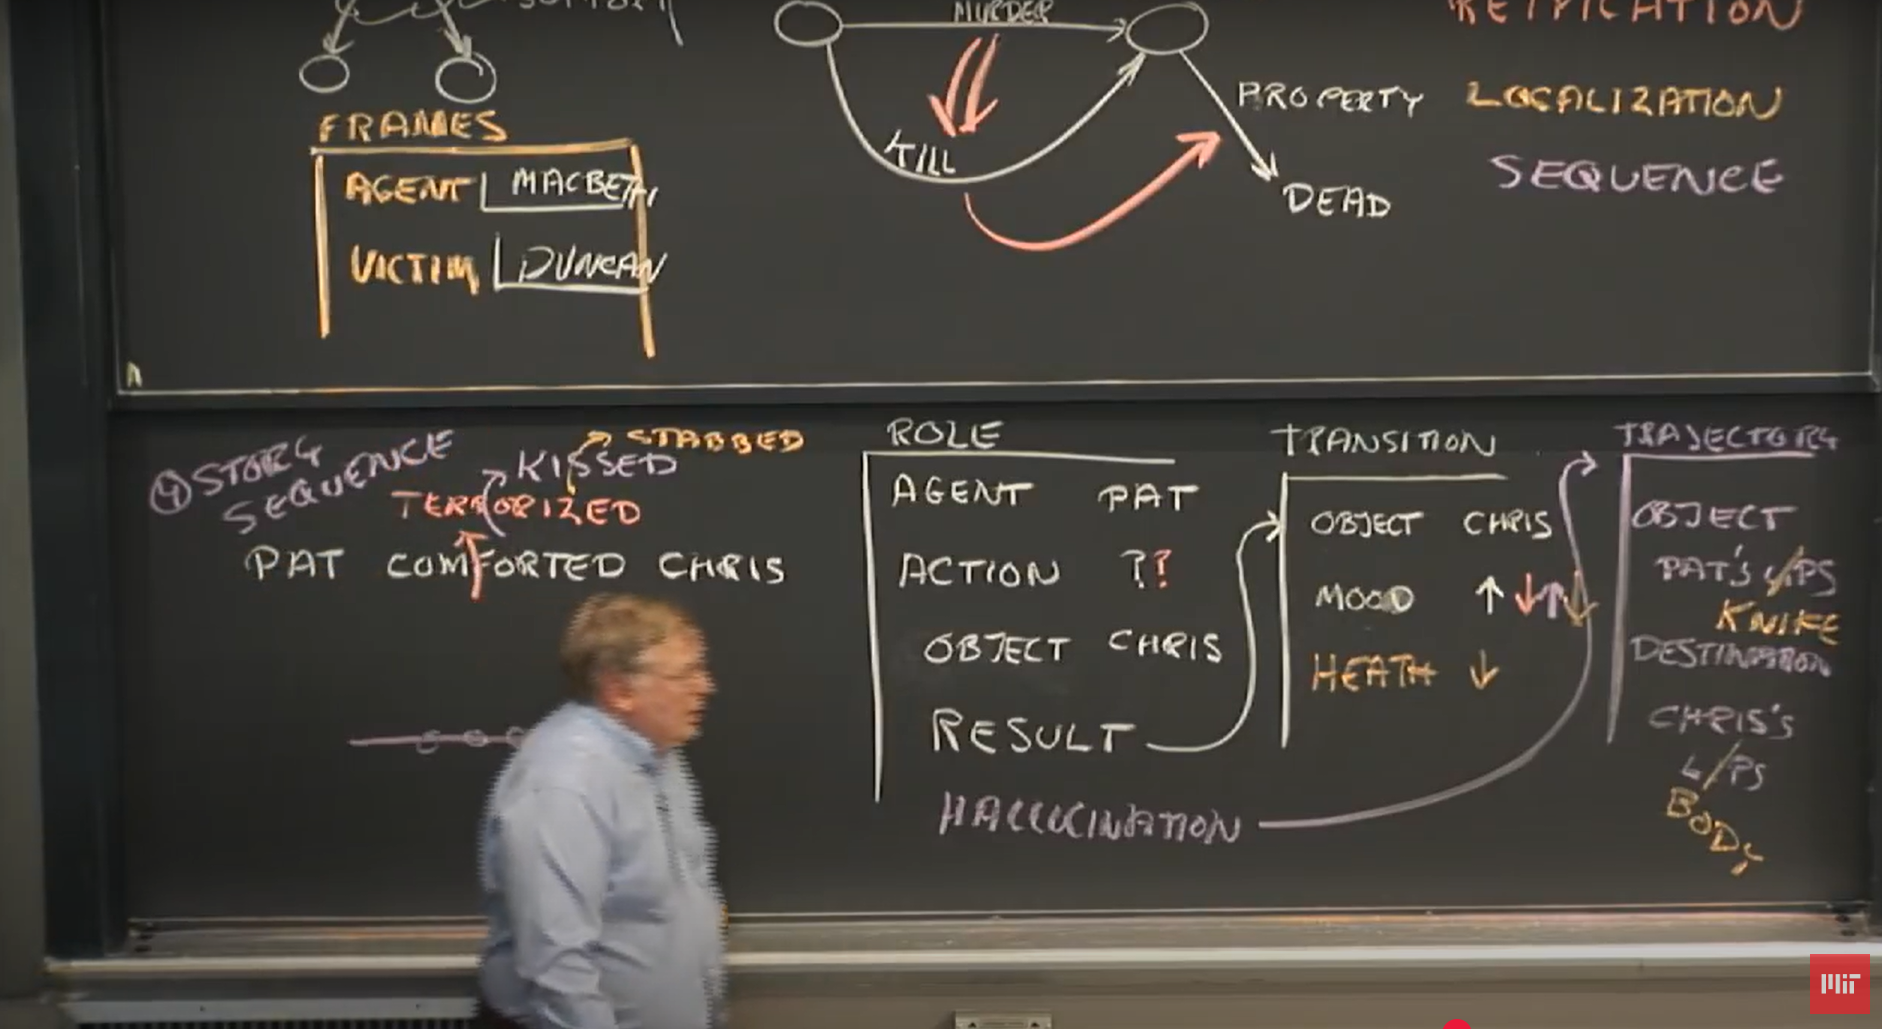 MURDER
KILL
PROPERTY
DEAD
LOCALIZATION
SEQUENCE
FRAMES
AGENT MACBETH
VICTIM DUNCAN
④ STORY
SEQUENCE
STABBED
KISSED
TERRORIZED
PAT COMFORTED CHRIS
ROLE
AGENT PAT
ACTION ??
OBJECT CHRIS
RESULT
HALLUCINATION
TRANSITION
OBJECT CHRIS
MOOD ↑ ↓ ↑ ↓
HEATH ↓
TRAJECTORY
OBJECT
PAT'S LIPS
KNIFE
DESTINATION
CHRIS'S
LIPS
BODY
MIT